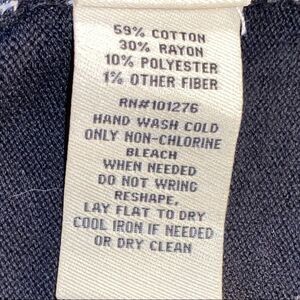 59% COTTON
30% RAYON
10% POLYESTER
1% OTHER FIBER
RN#101276
HAND WASH COLD
ONLY NON-CHLORINE
BLEACH
WHEN NEEDED
DO NOT WRING
RESHAPE,
LAY FLAT TO DRY
COOL IRON IF NEEDED
OR DRY CLEAN